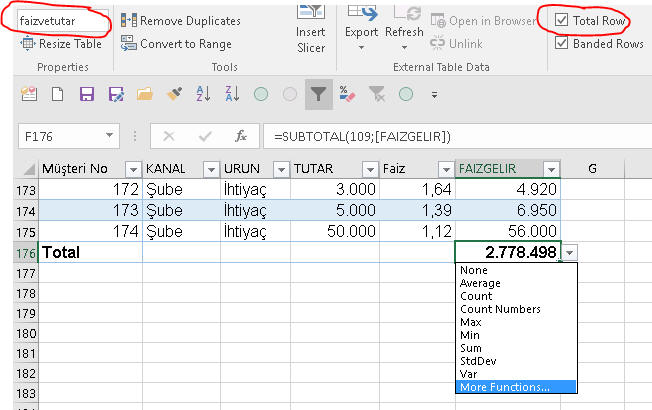 faizvetutar
Resize Table
Properties
Remove Duplicates
Convert to Range
Tools
Insert
Slicer
Export
Refresh
Open in Browser
Unlink
External Table Data
Total Row
Banded Rows
F176
fx
=SUBTOTAL(109;[FAIZGELIR])
Müşteri No KANAL URUN TUTAR Faiz FAIZGELIR G
173 172 Şube İhtiyaç 3.000 1,64 4.920
174 173 Şube İhtiyaç 5.000 1,39 6.950
175 174 Şube İhtiyaç 50.000 1,12 56.000
176 Total 2.778.498
177
178
179
180
181
182
183
None
Average
Count
Count Numbers
Max
Min
Sum
StdDev
Var
More Functions...